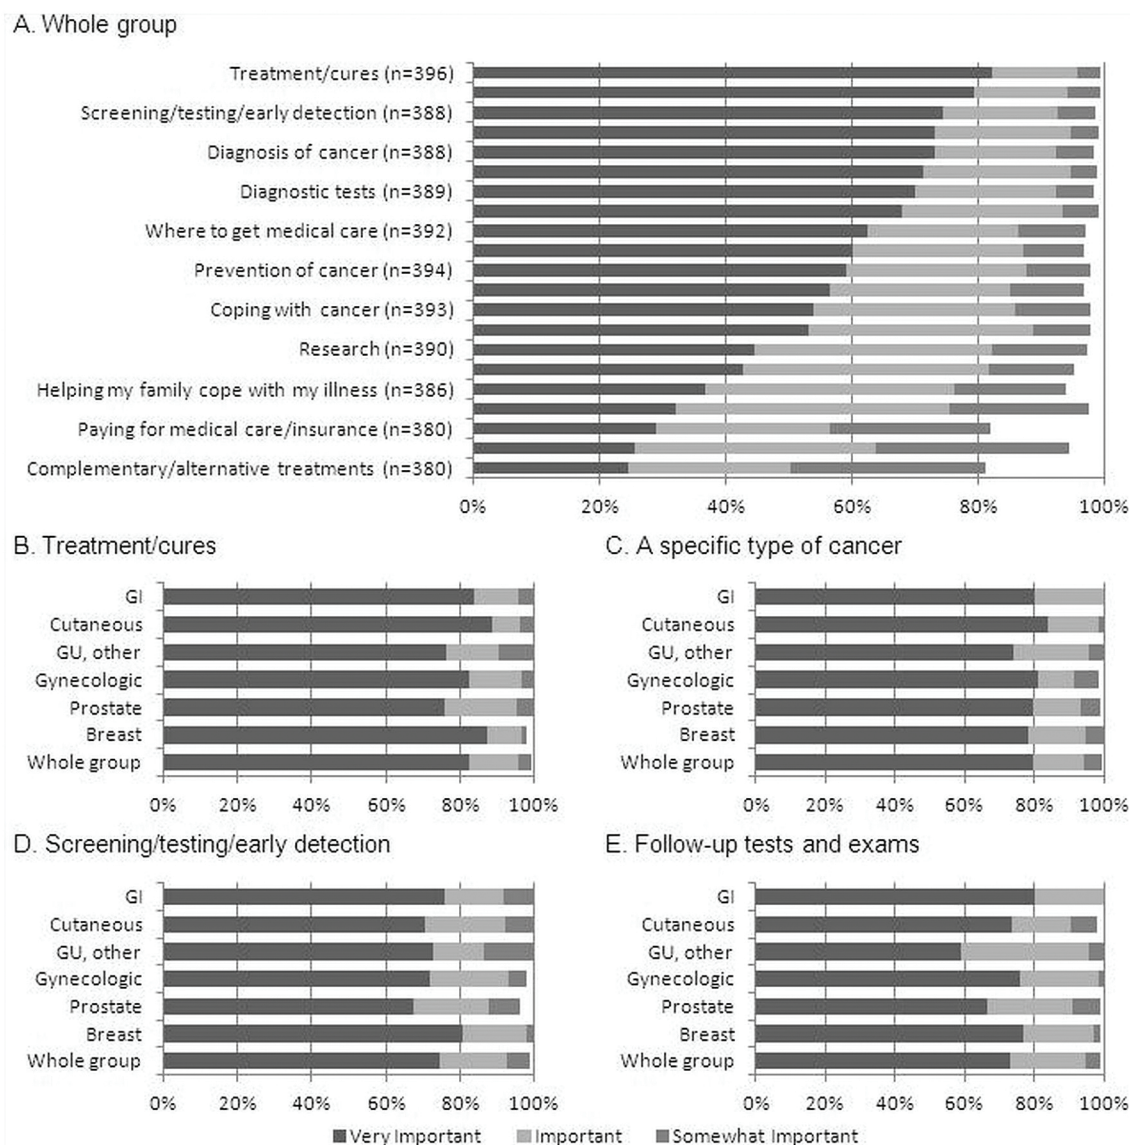 A. Whole group
Treatment/cures (n=396)
Screening/testing/early detection (n=388)
Diagnosis of cancer (n=388)
Diagnostic tests (n=389)
Where to get medical care (n=392)
Prevention of cancer (n=394)
Coping with cancer (n=393)
Research (n=390)
Helping my family cope with my illness (n=386)
Paying for medical care/insurance (n=380)
Complementary/alternative treatments (n=380)
0% 20% 40% 60% 80% 100%
B. Treatment/cures
GI
Cutaneous
GU, other
Gynecologic
Prostate
Breast
Whole group
0% 20% 40% 60% 80% 100%
C. A specific type of cancer
GI
Cutaneous
GU, other
Gynecologic
Prostate
Breast
Whole group
0% 20% 40% 60% 80% 100%
D. Screening/testing/early detection
GI
Cutaneous
GU, other
Gynecologic
Prostate
Breast
Whole group
0% 20% 40% 60% 80% 100%
E. Follow-up tests and exams
GI
Cutaneous
GU, other
Gynecologic
Prostate
Breast
Whole group
0% 20% 40% 60% 80% 100%
Very Important Important Somewhat Important